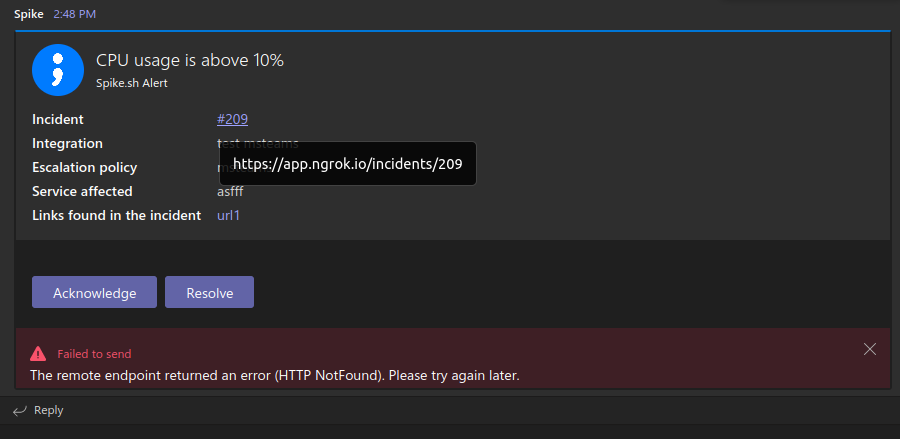 Spike 2:48 PM
CPU usage is above 10%
Spike.sh Alert
Incident #209
Integration test msteams
https://app.ngrok.io/incidents/209
Escalation policy
Service affected asfff
Links found in the incident url1
Acknowledge Resolve
Failed to send
The remote endpoint returned an error (HTTP NotFound). Please try again later.
Reply